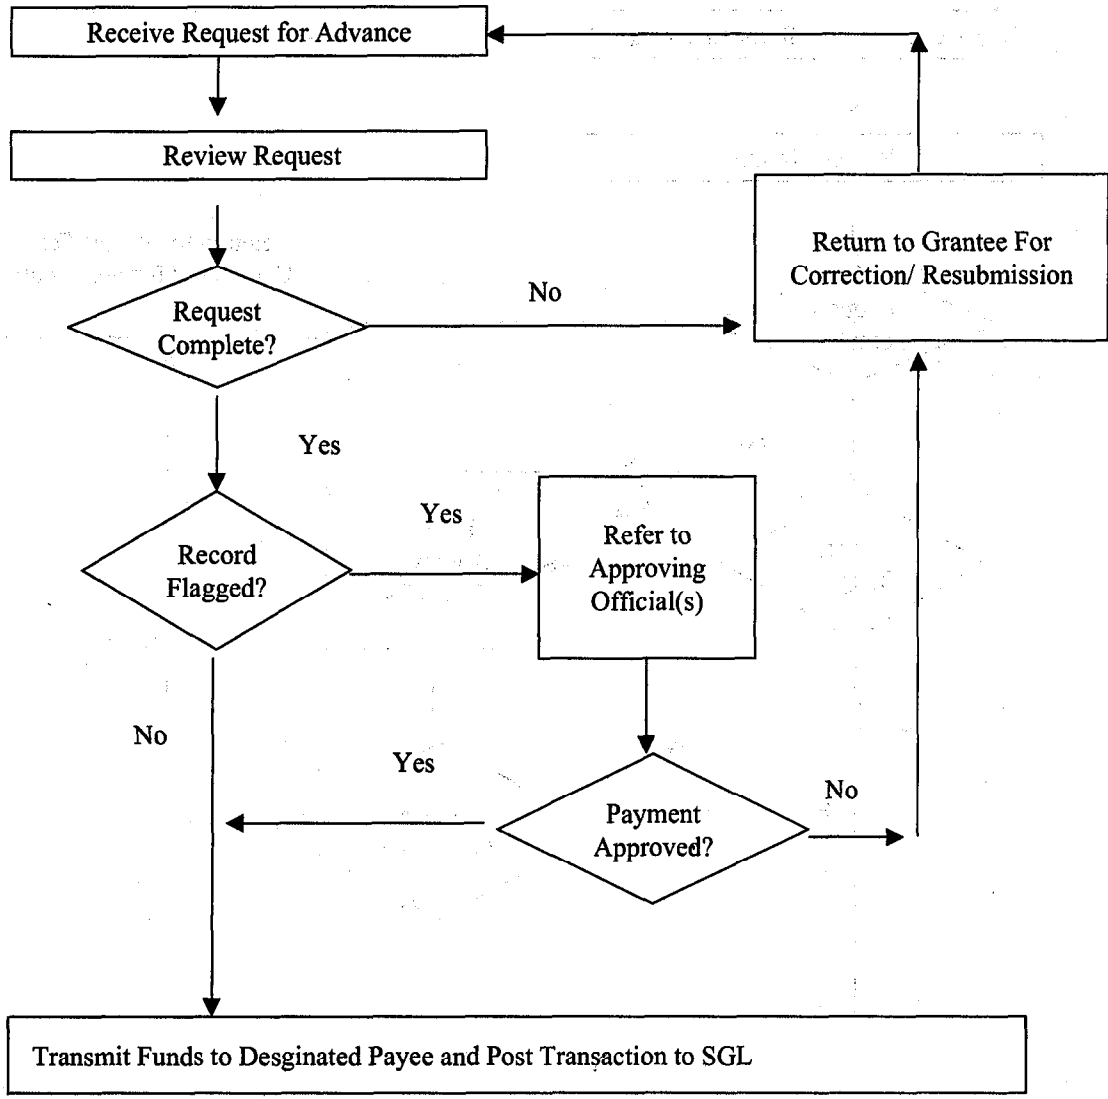 Receive Request for Advance
Review Request
Return to Grantee For
Correction/ Resubmission
No
Request
Complete?
Yes
Yes
Record
Flagged?
Refer to
Approving
Official(s)
No
Yes
No
Payment
Approved?
Transmit Funds to Desginated Payee and Post Transaction to SGL